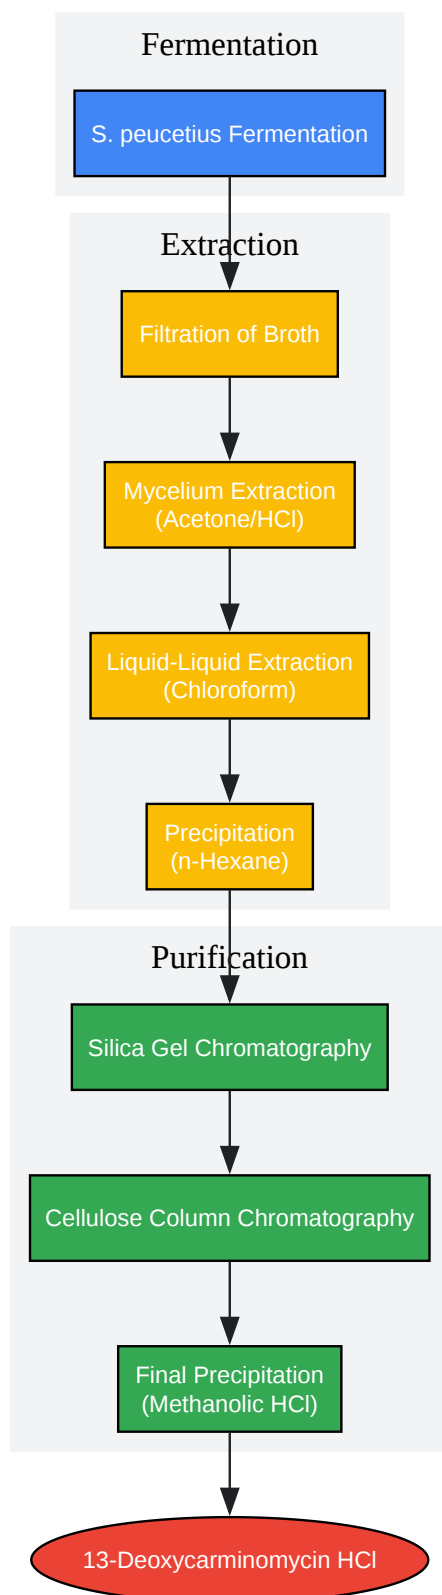 Fermentation
S. peucetius Fermentation
Extraction
Filtration of Broth
Mycelium Extraction
(Acetone/HCl)
Liquid-Liquid Extraction
(Chloroform)
Precipitation
(n-Hexane)
Purification
Silica Gel Chromatography
Cellulose Column Chromatography
Final Precipitation
(Methanolic HCl)
13-Deoxycarminomycin HCl